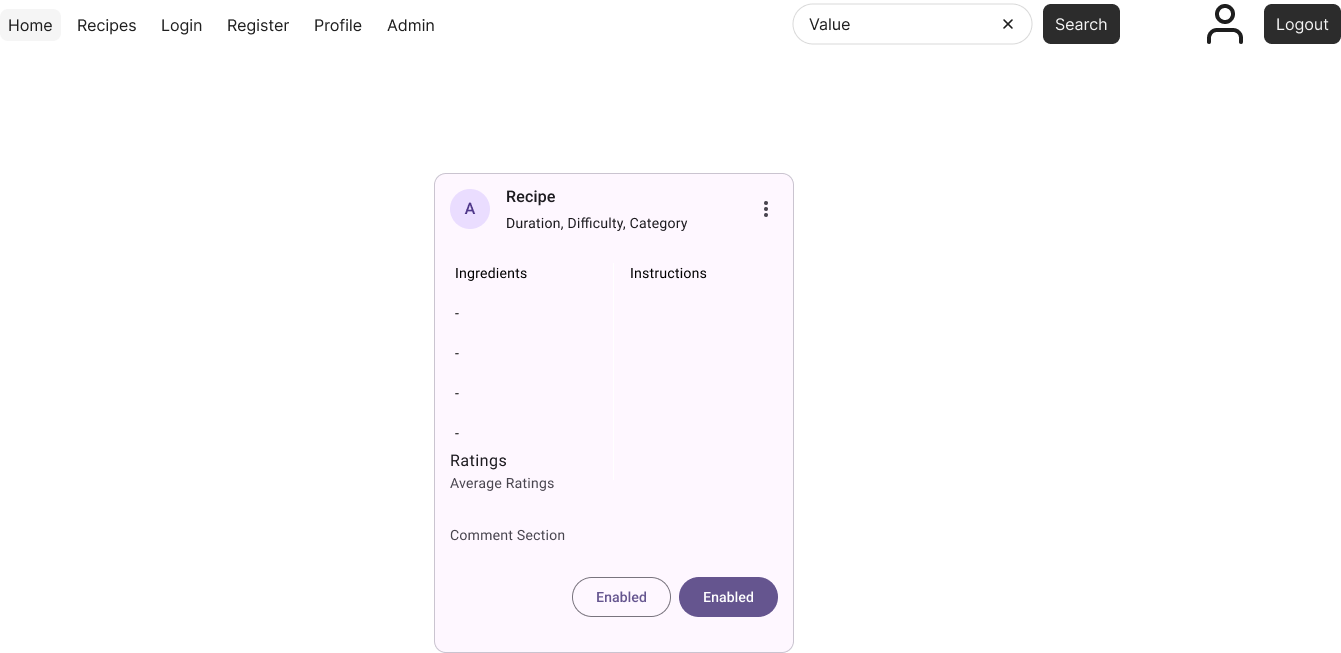 Home Recipes Login Register Profile Admin Value Search Logout
A
Recipe
Duration, Difficulty, Category
Ingredients
-
-
-
-
Instructions
Ratings
Average Ratings
Comment Section
Enabled Enabled